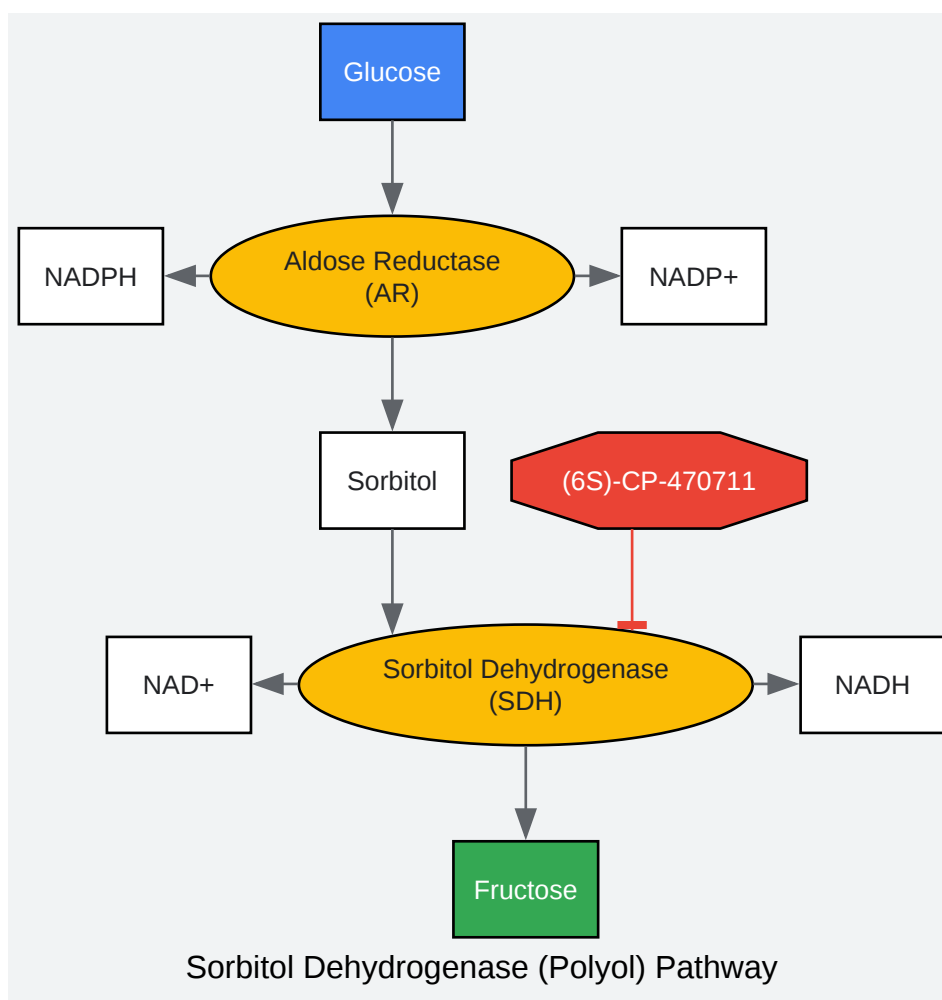 Glucose
NADPH
Aldose Reductase
(AR)
NADP+
Sorbitol
(6S)-CP-470711
NAD+
Sorbitol Dehydrogenase
(SDH)
NADH
Fructose
Sorbitol Dehydrogenase (Polyol) Pathway